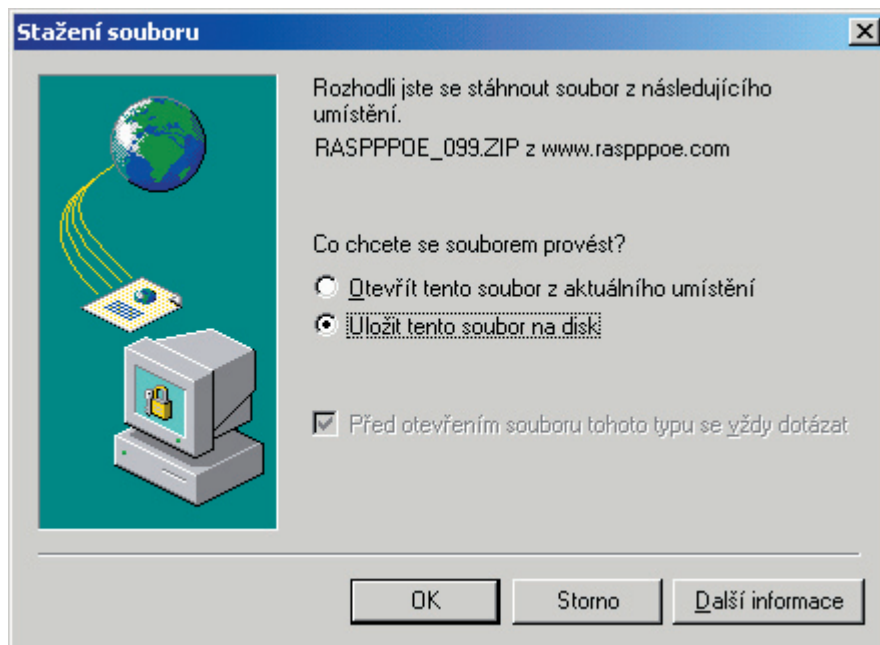 Stažení souboru
Rozhodli jste se stáhnout soubor z následujícího
umístění.
RASPPPOE_099.ZIP z www.raspppoe.com
Co chcete se souborem provést?
Otevřít tento soubor z aktuálního umístění
Uložit tento soubor na disk
Před otevřením souboru tohoto typu se vždy dotázat
OK Storno Další informace